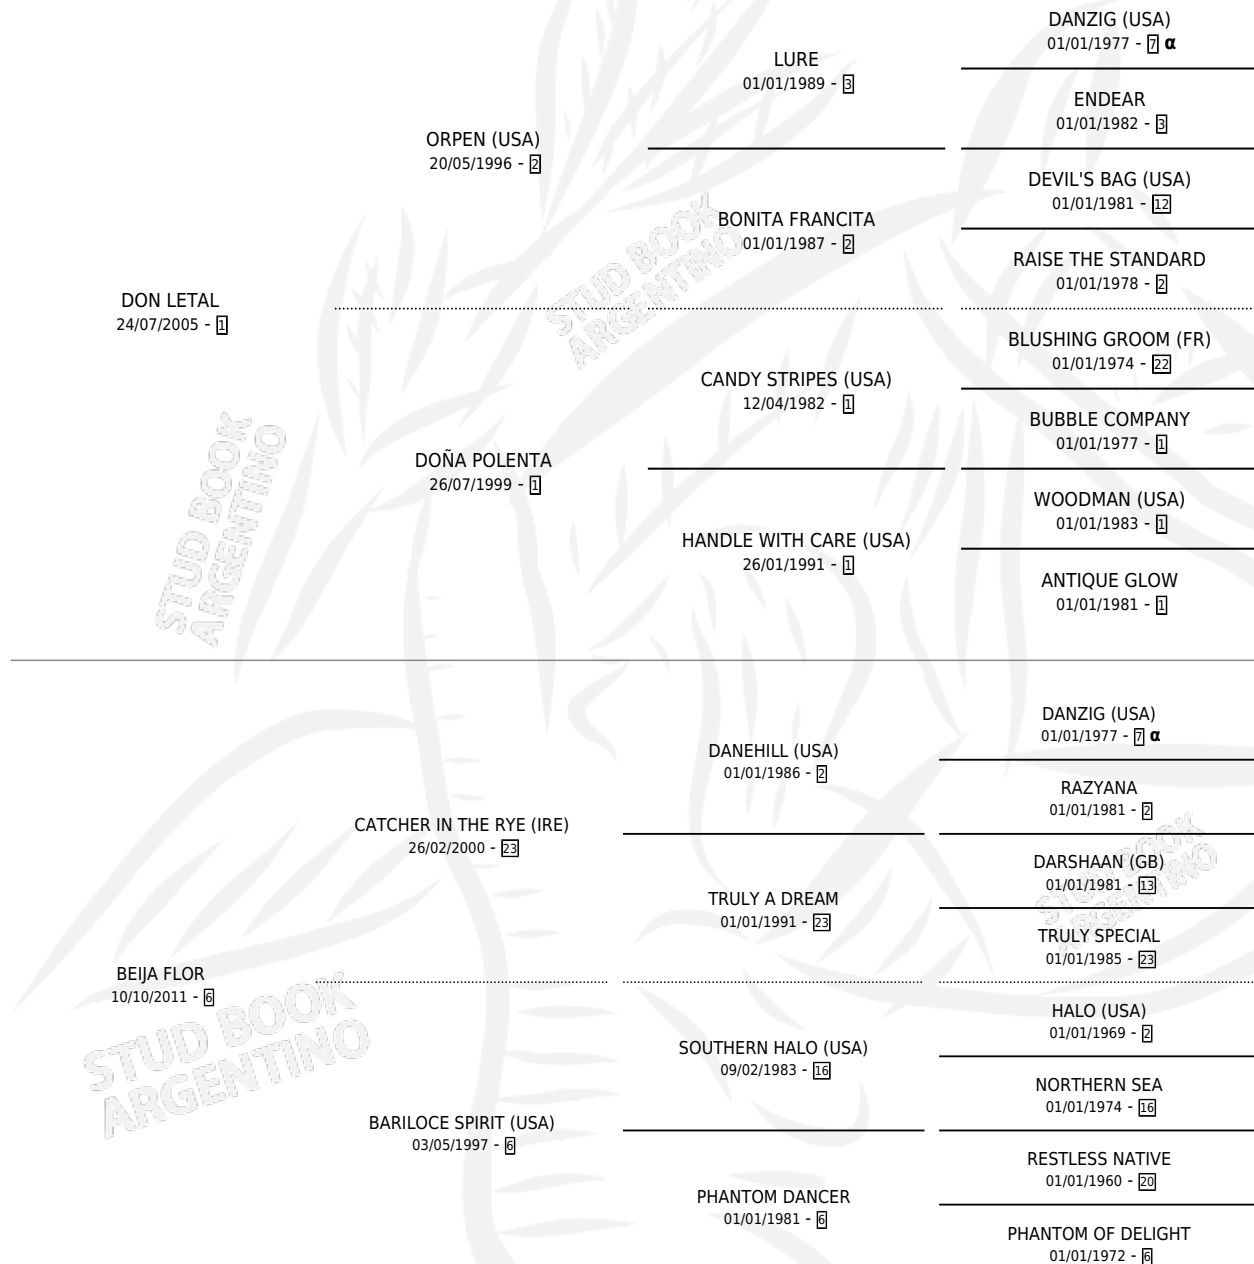 DANZIG (USA)
01/01/1977 - 7 α
LURE
01/01/1989 - 3
ENDEAR
01/01/1982 - 3
ORPEN (USA)
20/05/1996 - 2
DEVIL'S BAG (USA)
01/01/1981 - 12
BONITA FRANCITA
01/01/1987 - 2
RAISE THE STANDARD
01/01/1978 - 2
DON LETAL
24/07/2005 - 1
BLUSHING GROOM (FR)
01/01/1974 - 22
CANDY STRIPES (USA)
12/04/1982 - 1
BUBBLE COMPANY
01/01/1977 - 1
DOÑA POLENTA
26/07/1999 - 1
WOODMAN (USA)
01/01/1983 - 1
HANDLE WITH CARE (USA)
26/01/1991 - 1
ANTIQUE GLOW
01/01/1981 - 1
STUD BOOK
ARGENTINO
STUD BOOK
ARGENTINO
DANZIG (USA)
01/01/1977 - 7 α
DANEHILL (USA)
01/01/1986 - 2
RAZYANA
01/01/1981 - 2
CATCHER IN THE RYE (IRE)
26/02/2000 - 23
DARSHAAN (GB)
01/01/1981 - 13
TRULY A DREAM
01/01/1991 - 23
TRULY SPECIAL
01/01/1985 - 23
BEIJA FLOR
10/10/2011 - 6
HALO (USA)
01/01/1969 - 2
SOUTHERN HALO (USA)
09/02/1983 - 16
NORTHERN SEA
01/01/1974 - 16
BARILOCE SPIRIT (USA)
03/05/1997 - 6
RESTLESS NATIVE
01/01/1960 - 20
PHANTOM DANCER
01/01/1981 - 6
PHANTOM OF DELIGHT
01/01/1972 - 6
STUD BOOK
ARGENTINO
STUD BOOK
ARGENTINO